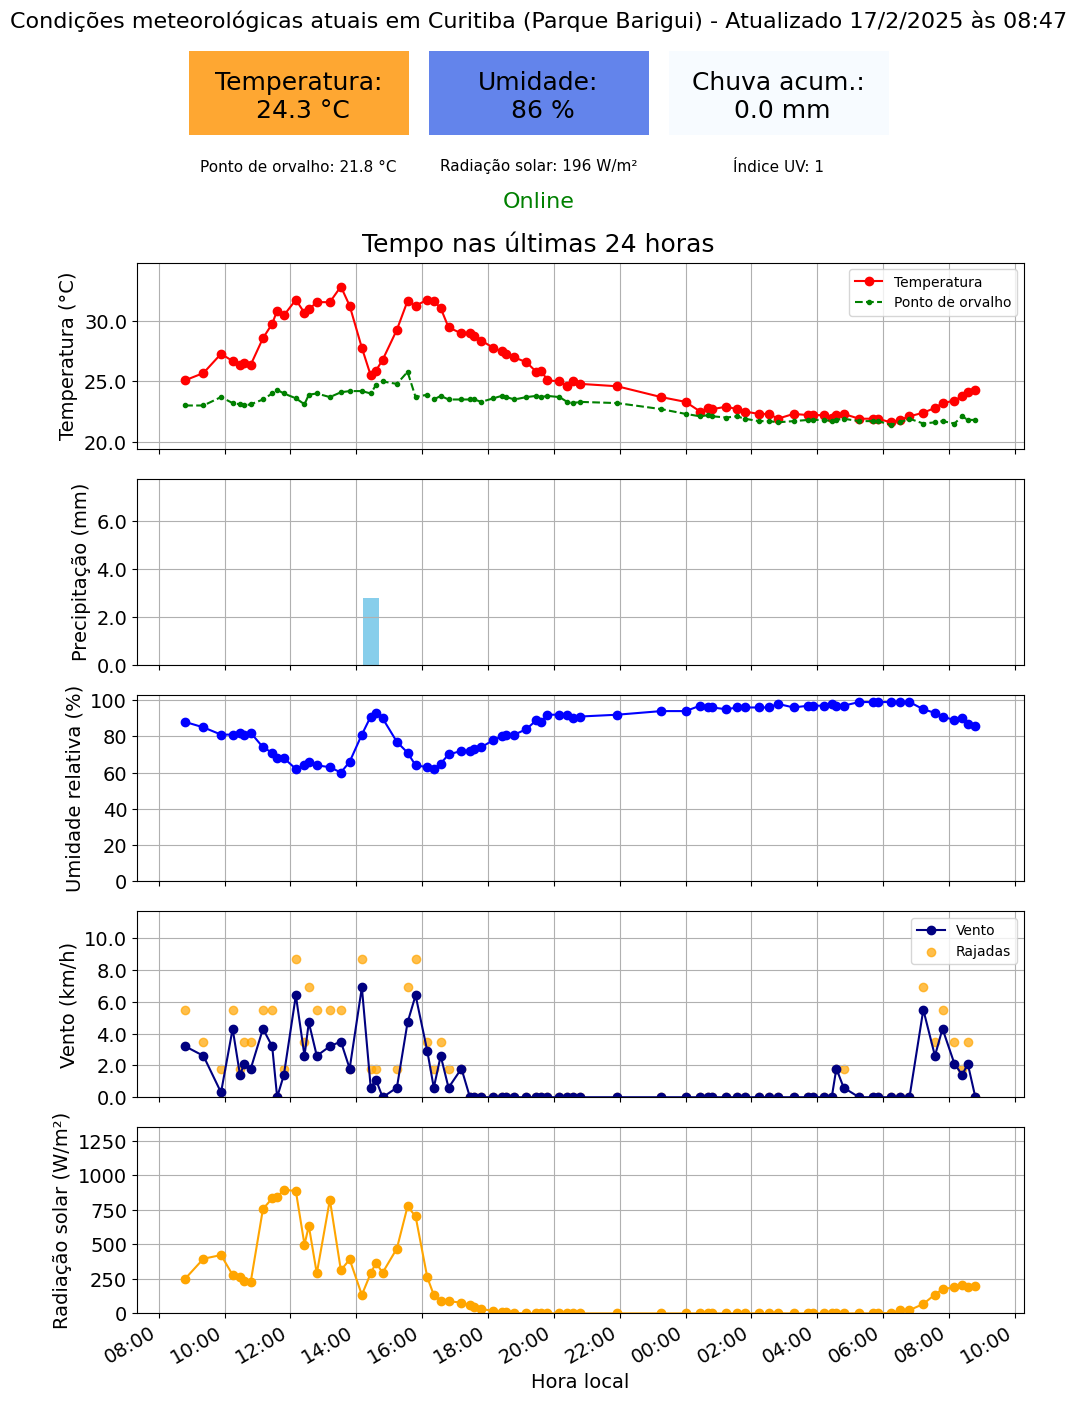 Condições meteorológicas atuais em Curitiba (Parque Barigui) - Atualizado 17/2/2025 às 08:47
Temperatura:
24.3 °C
Umidade:
86 %
Chuva acum.:
0.0 mm
Ponto de orvalho: 21.8 °C
Radiação solar: 196 W/m²
Índice UV: 1
Online
Tempo nas últimas 24 horas
Temperatura (°C)
30.0
25.0
20.0
Temperatura
Ponto de orvalho
Precipitação (mm)
6.0
4.0
2.0
0.0
Umidade relativa (%)
100
80
60
40
20
0
Vento (km/h)
10.0
8.0
6.0
4.0
2.0
0.0
Vento
Rajadas
Radiação solar (W/m²)
1250
1000
750
500
250
0
08:00
10:00
12:00
14:00
16:00
18:00
20:00
22:00
00:00
02:00
04:00
06:00
08:00
10:00
Hora local